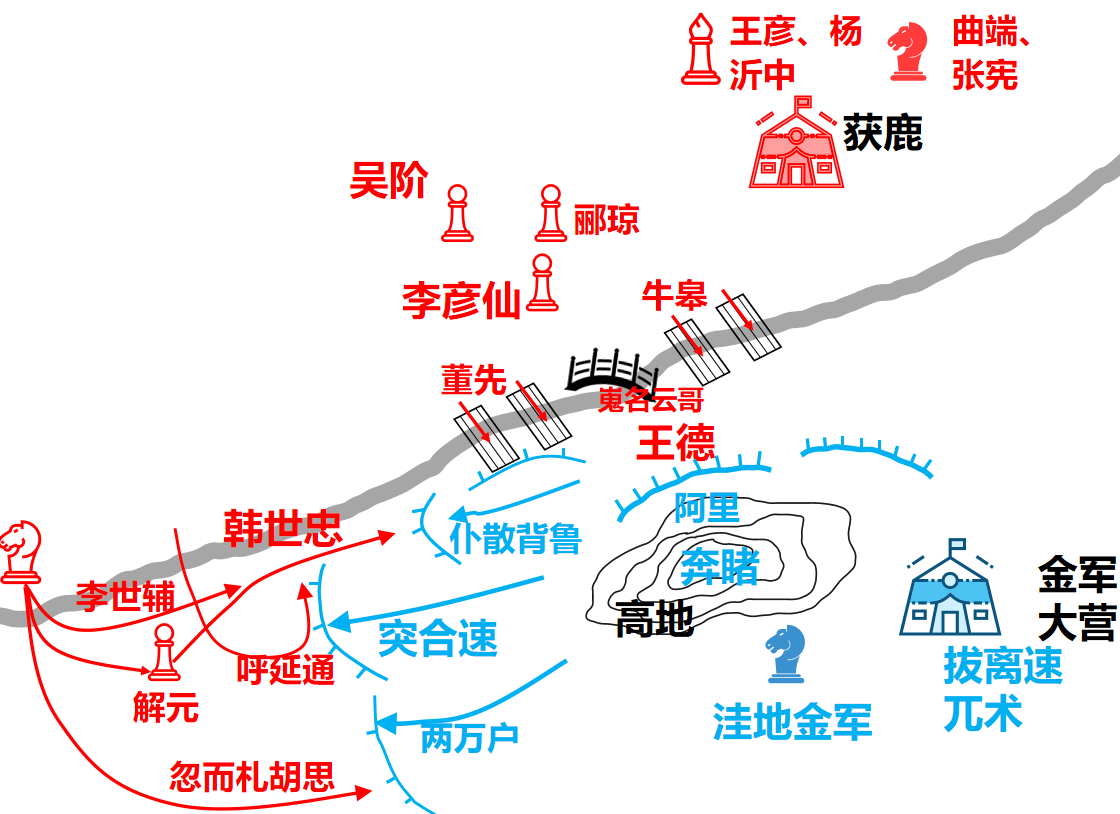 王彦、杨
沂中
曲端、
张宪
获鹿
吴阶
郦琼
李彦仙
牛皋
董先
嵬名云哥
王德
阿里
韩世忠
仆散背鲁
奔睹
金军
大营
李世辅
高地
突合速
呼延通
拔离速
兀术
解元
洼地金军
两万户
忽而札胡思